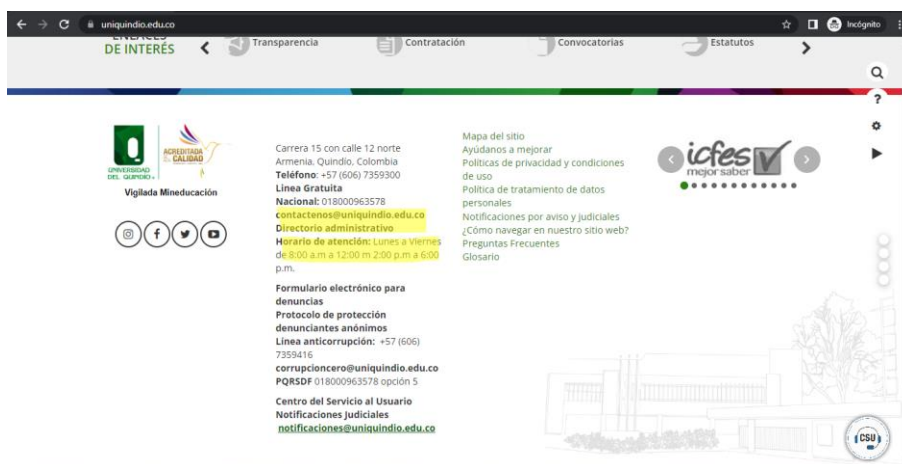 uniquindio.edu.co
Incógnito
ENLACES
DE INTERÉS
Transparencia
Contratación
Convocatorias
Estatutos
?
UNIVERSIDAD
DEL QUINDÍO
ACREDITADA
DE CALIDAD
Vigilada Mineducación
Carrera 15 con calle 12 norte
Armenia, Quindío, Colombia
Teléfono: +57 (606) 7359300
Linea Gratuita
Nacional: 018000963578
contactenos@uniquindio.edu.co
Directorio administrativo
Horario de atención: Lunes a Viernes
de 8:00 a.m a 12:00 m 2:00 p.m a 6:00
p.m.
Formulario electrónico para
denuncias
Protocolo de protección
denunciantes anónimos
Línea anticorrupción: +57 (606)
7359416
corrupcioncero@uniquindio.edu.co
PQRSDF 018000963578 opción 5
Centro del Servicio al Usuario
Notificaciones Judiciales
notificaciones@uniquindio.edu.co
Mapa del sitio
Ayúdanos a mejorar
Políticas de privacidad y condiciones
de uso
Política de tratamiento de datos
personales
Notificaciones por aviso y judiciales
¿Cómo navegar en nuestro sitio web?
Preguntas Frecuentes
Glosario
icfes
mejor saber
CSU